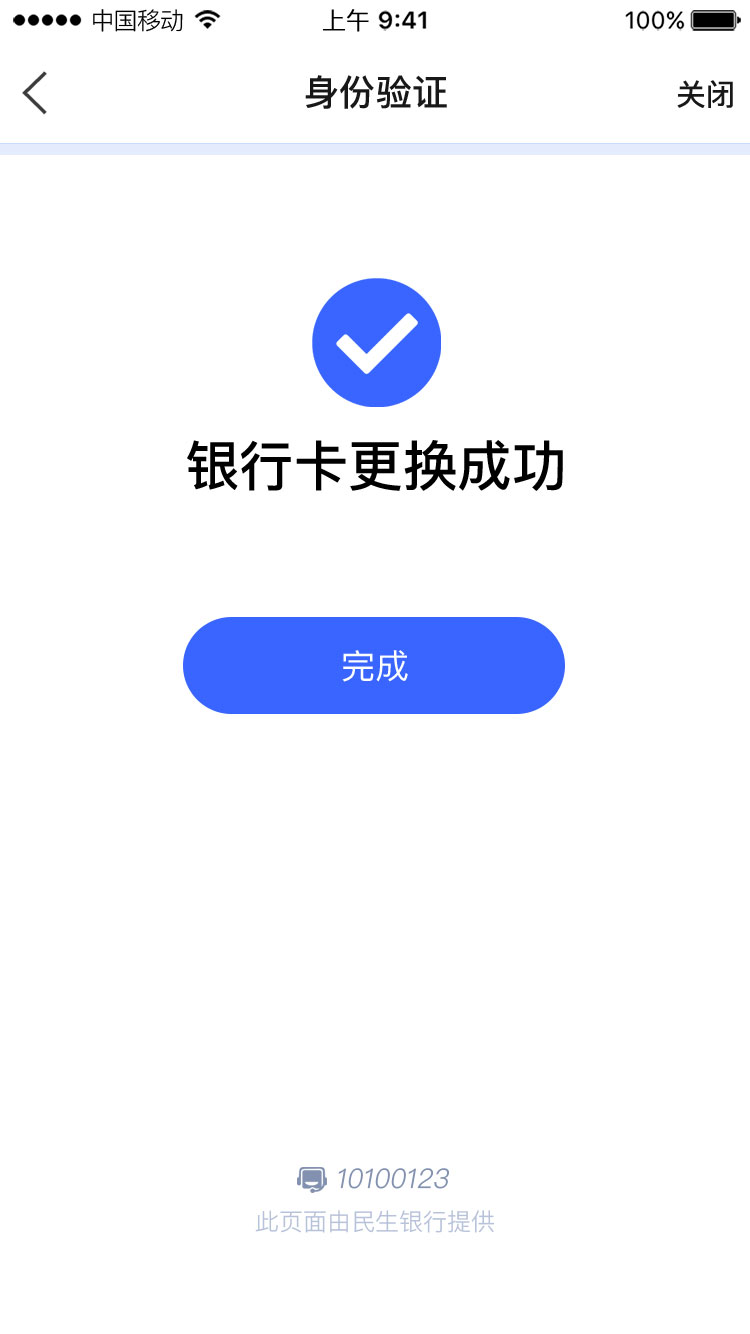 中国移动 上午 9:41 100%
身份验证 关闭
银行卡更换成功
完成
10100123
此页面由民生银行提供